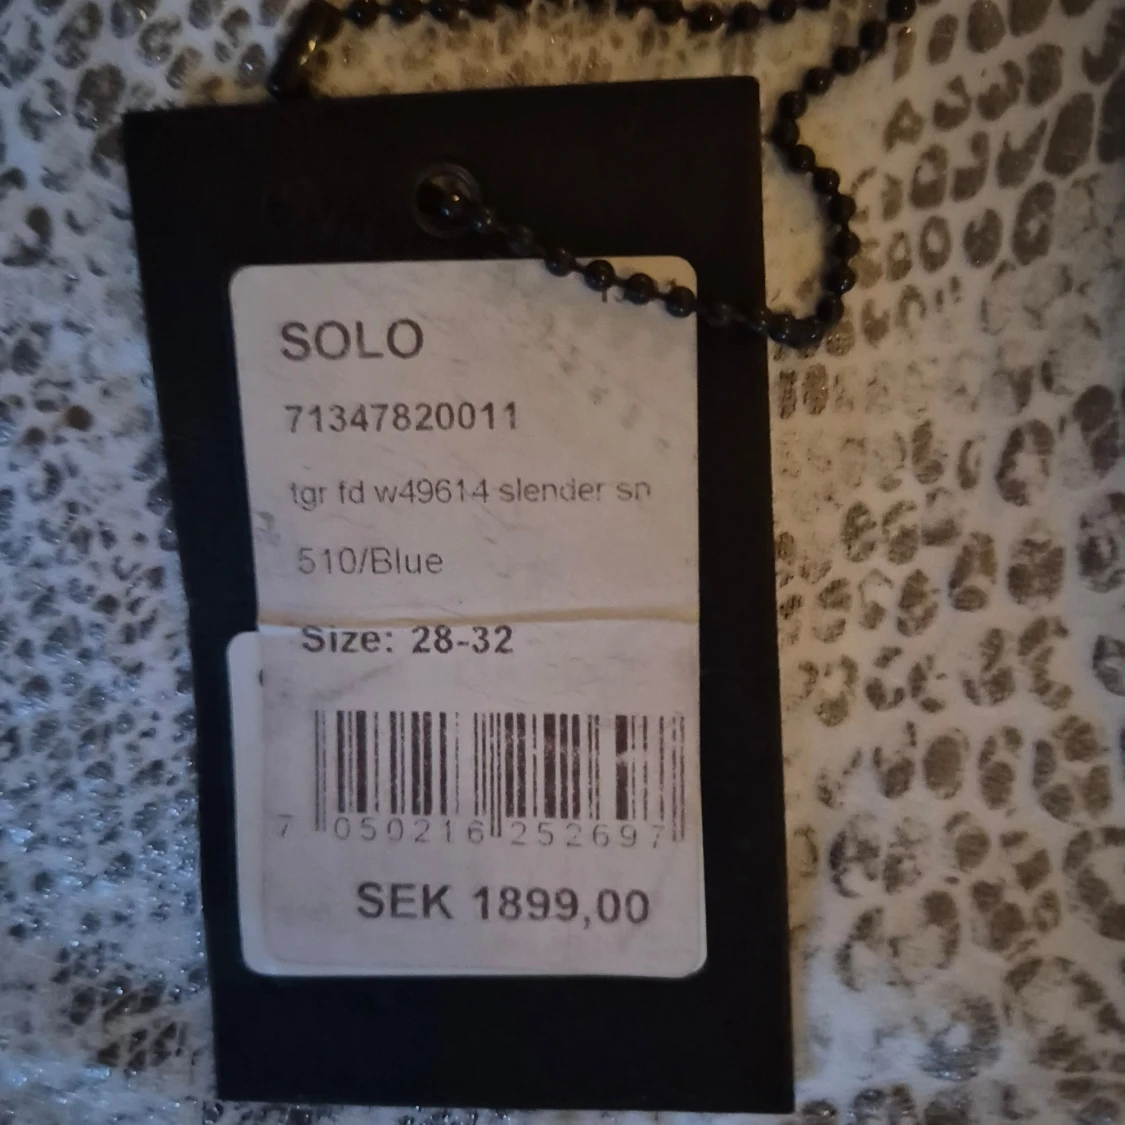 SOLO
71347820011
tgr fd w49614 slender sn
510/Blue
Size: 28-32
7 050216 252697
SEK 1899,00